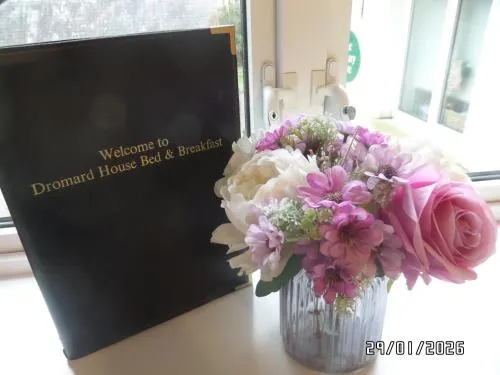 Welcome to
Dromard House Bed & Breakfast
29/01/2026